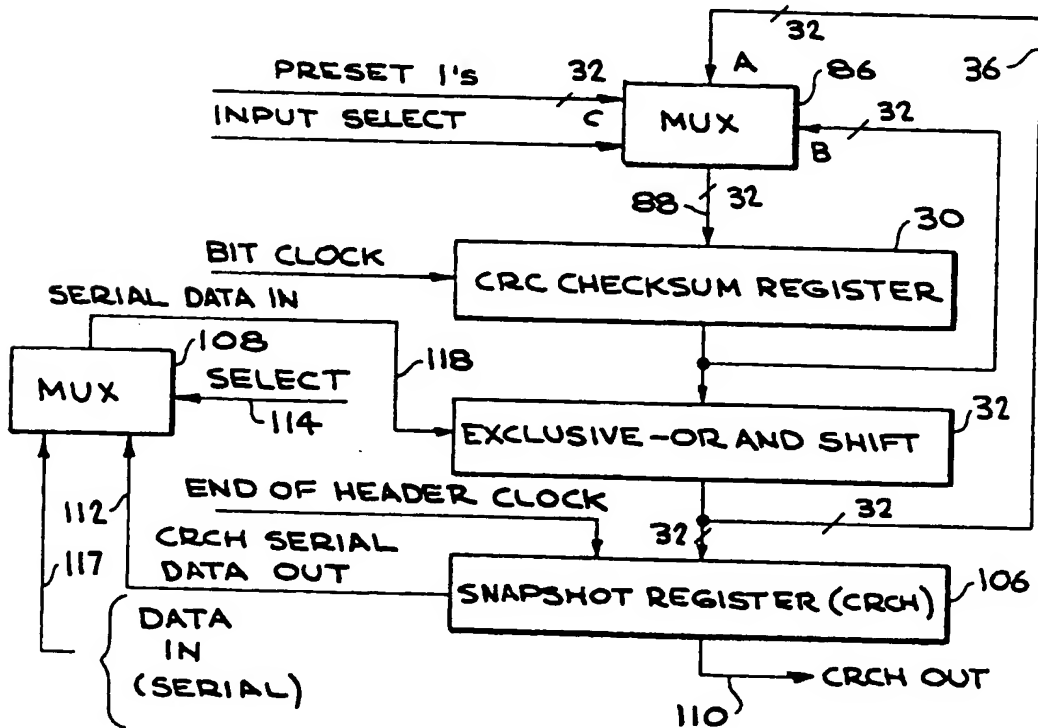 32
36
PRESET 1's
32
A
86
INPUT SELECT
C
MUX
32
B
88
32
30
BIT CLOCK
CRC CHECKSUM REGISTER
SERIAL DATA IN
108
118
MUX
SELECT
114
32
EXCLUSIVE-OR AND SHIFT
END OF HEADER CLOCK
112
32
32
CRCH SERIAL
DATA OUT
117
SNAPSHOT REGISTER (CRCH)
106
DATA
IN
(SERIAL)
CRCH OUT
110